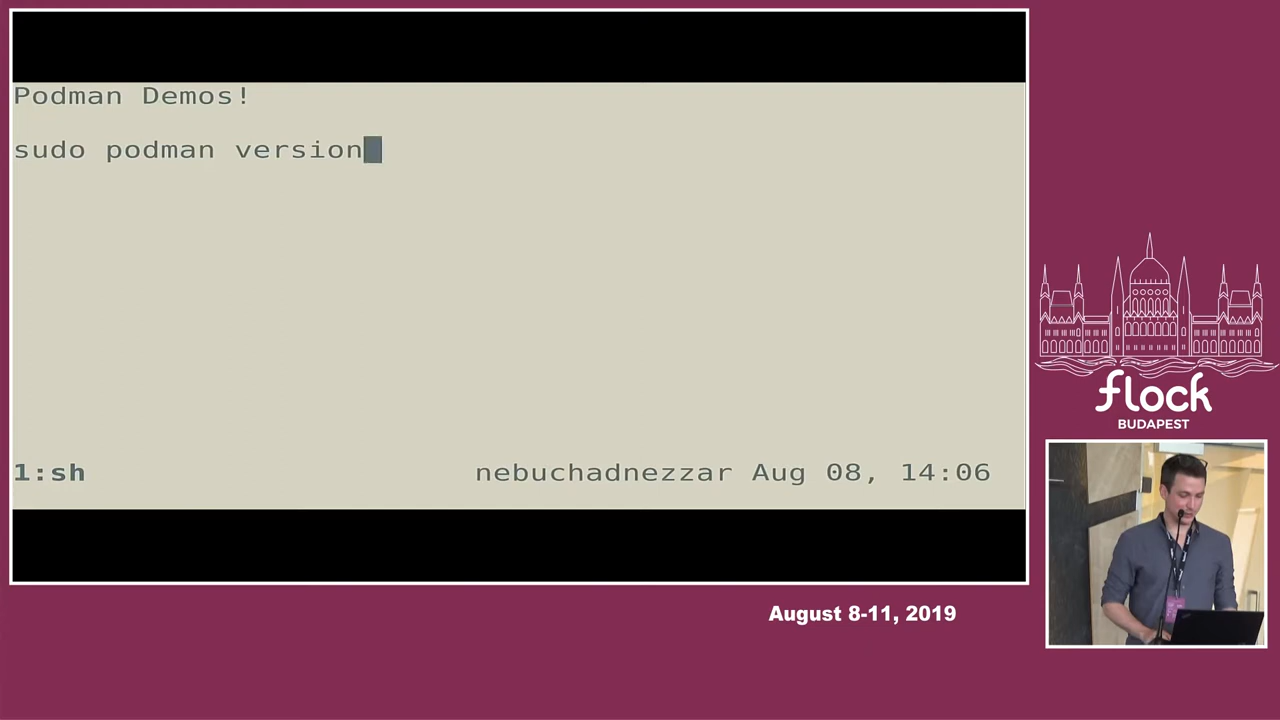 Podman Demos!
sudo podman version
1:sh
nebuchadnezzar Aug 08, 14:06
flock
BUDAPEST
August 8-11, 2019